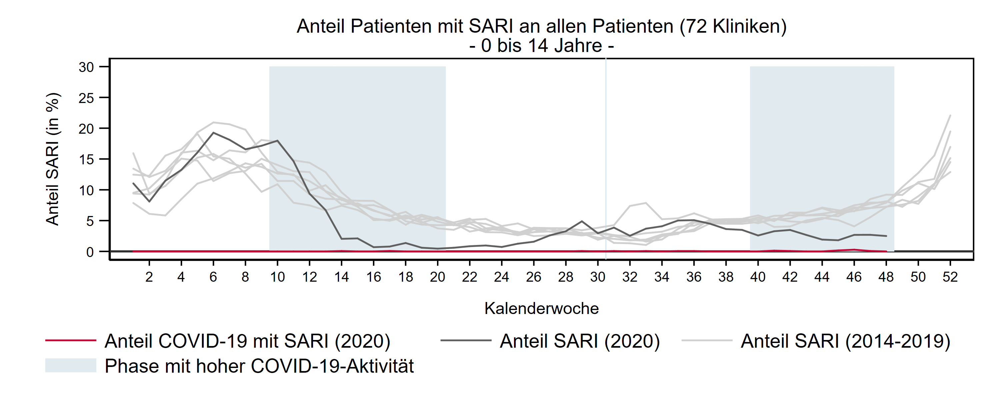 Anteil Patienten mit SARI an allen Patienten (72 Kliniken)
- 0 bis 14 Jahre -
Anteil SARI (in %)
30
25
20
15
10
5
0
2 4 6 8 10 12 14 16 18 20 22 24 26 28 30 32 34 36 38 40 42 44 46 48 50 52
Kalenderwoche
Anteil COVID-19 mit SARI (2020) Anteil SARI (2020) Anteil SARI (2014-2019)
Phase mit hoher COVID-19-Aktivität